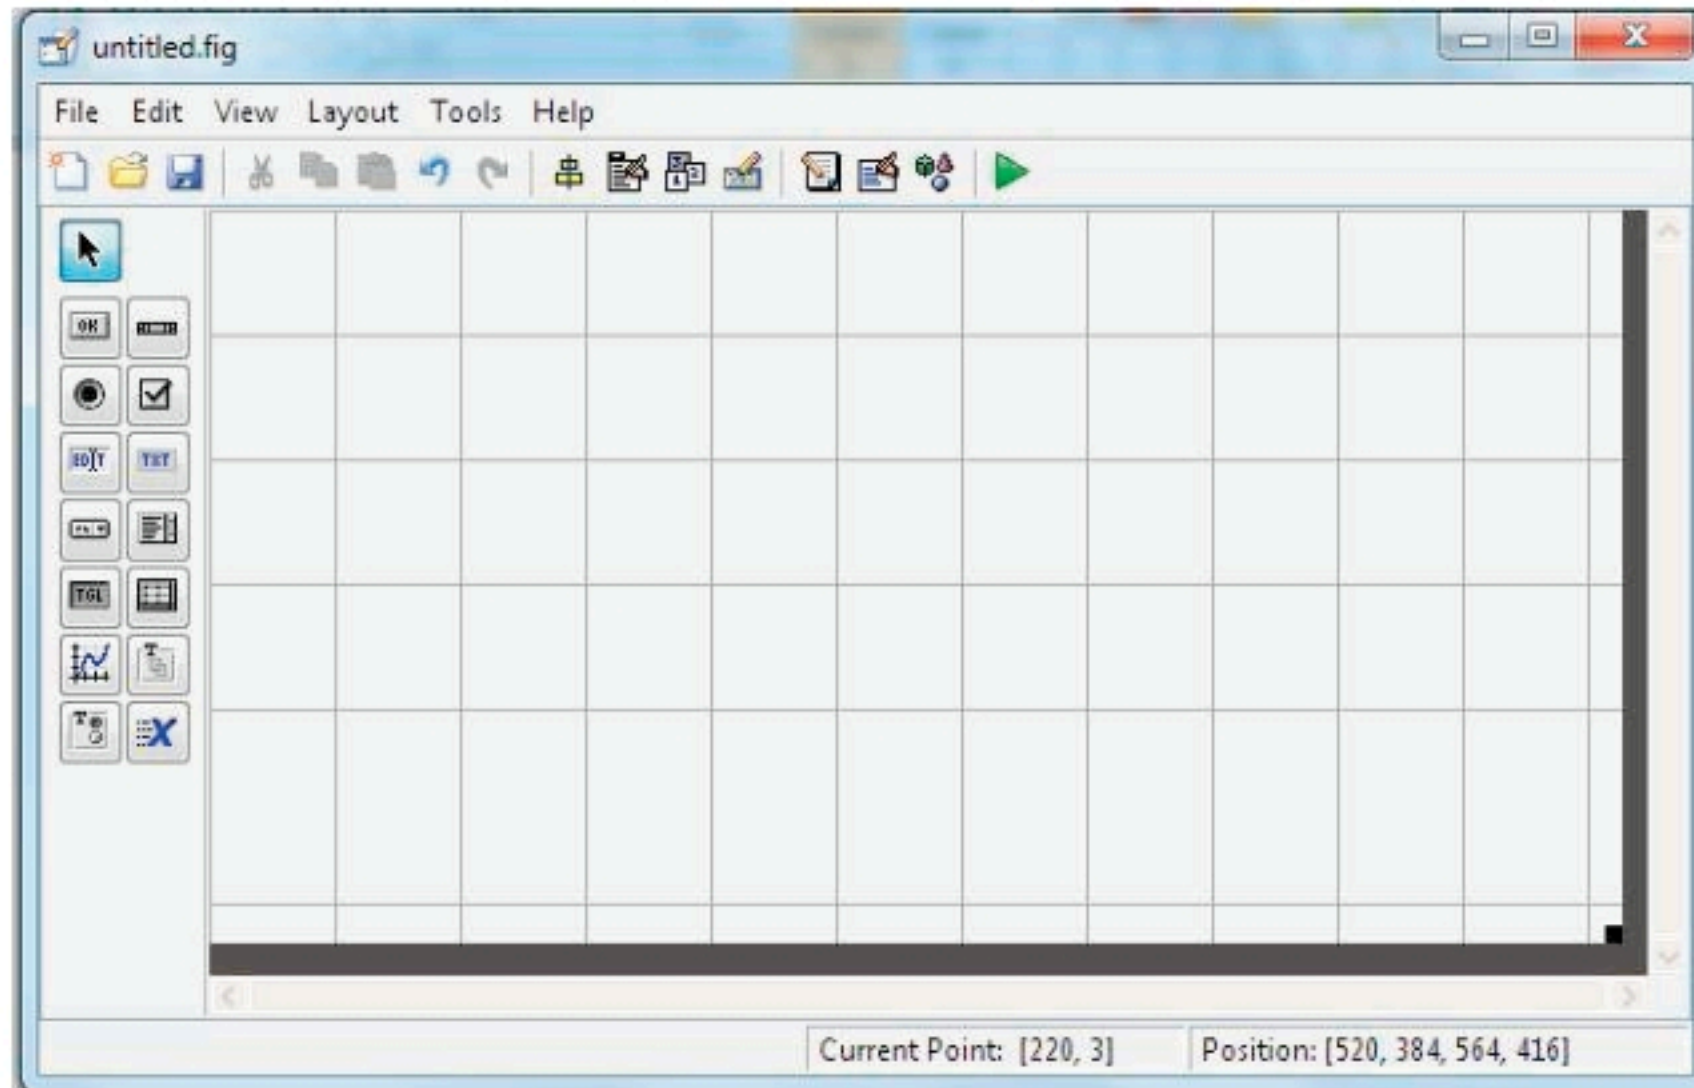 untitled.fig
File Edit View Layout Tools Help
OK
EDIT TXT
TGL
T
T X
Current Point: [220, 3] Position: [520, 384, 564, 416]